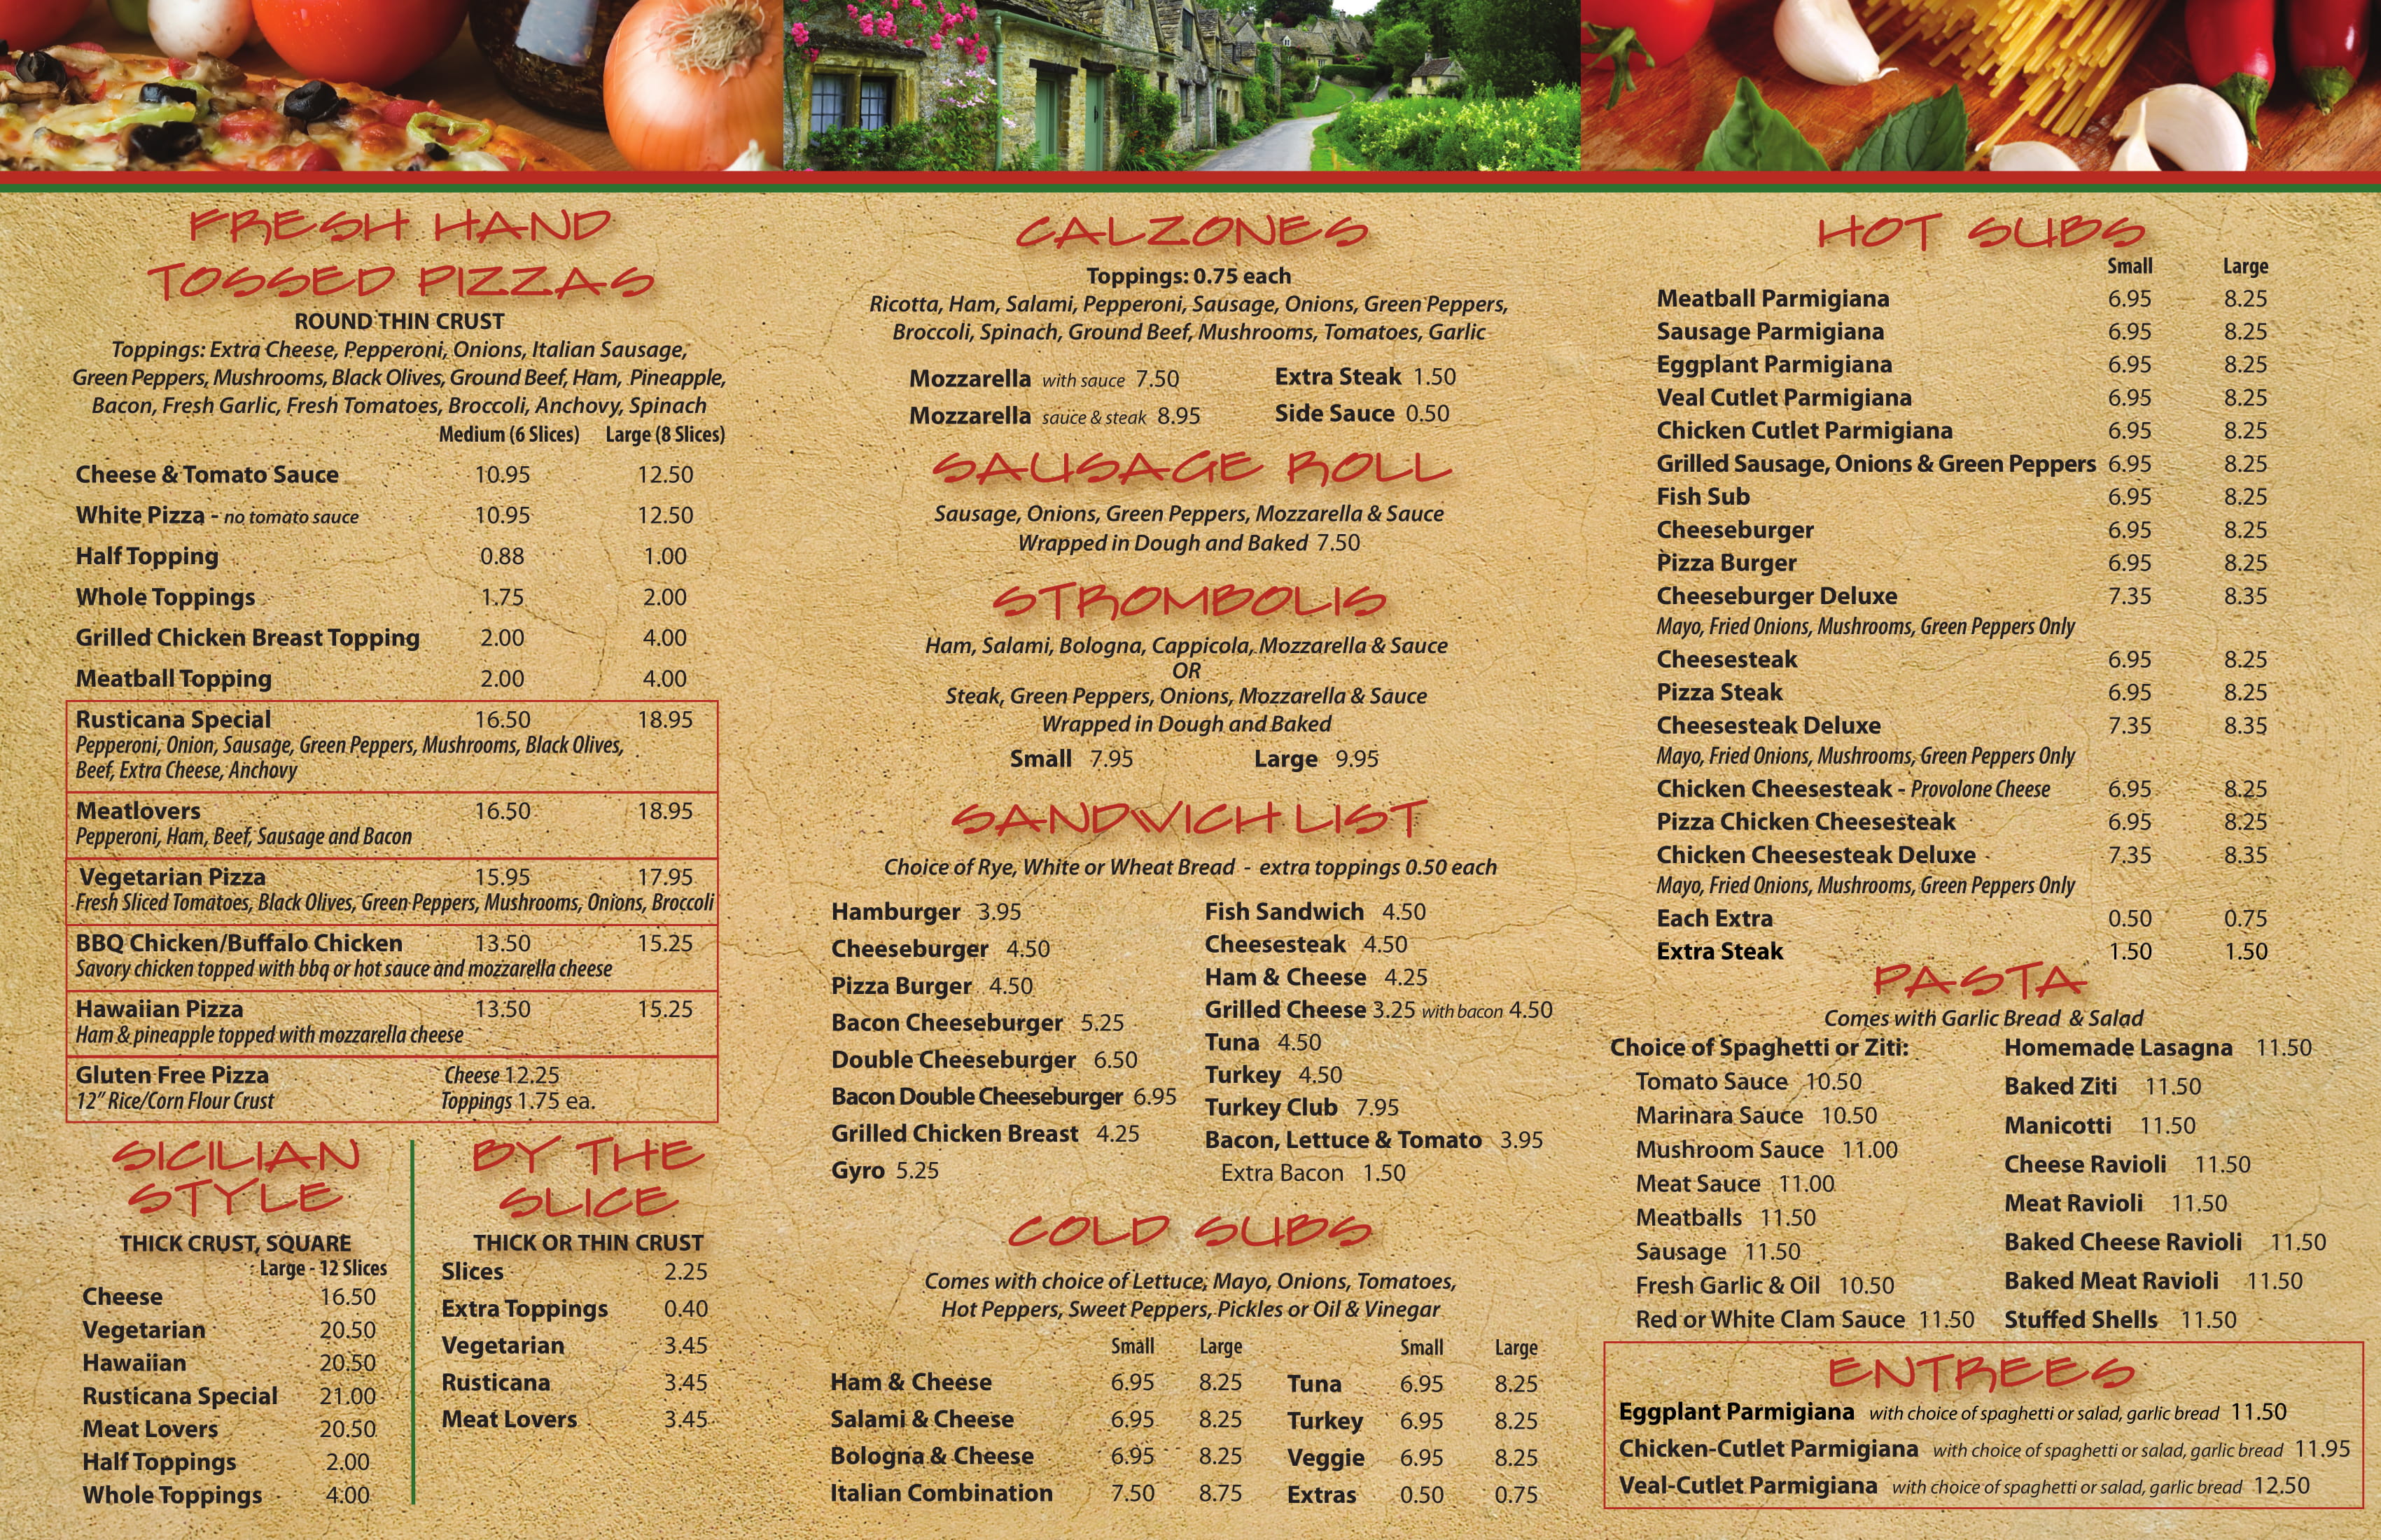 FRESH HAND
TOSSED PIZZAS
ROUND THIN CRUST
Toppings: Extra Cheese, Pepperoni, Onions, Italian Sausage,
Green Peppers, Mushrooms, Black Olives, Ground Beef, Ham, Pineapple,
Bacon, Fresh Garlic, Fresh Tomatoes, Broccoli, Anchovy, Spinach
Medium (6 Slices) Large (8 Slices)
Cheese & Tomato Sauce 10.95 12.50
White Pizza - no tomato sauce 10.95 12.50
Half Topping 0.88 1.00
Whole Toppings 1.75 2.00
Grilled Chicken Breast Topping 2.00 4.00
Meatball Topping 2.00 4.00
Rusticana Special 16.50 18.95
Pepperoni, Onion, Sausage, Green Peppers, Mushrooms, Black Olives,
Beef, Extra Cheese, Anchovy
Meatlovers 16.50 18.95
Pepperoni, Ham, Beef, Sausage and Bacon
Vegetarian Pizza 15.95 17.95
Fresh Sliced Tomatoes, Black Olives, Green Peppers, Mushrooms, Onions, Broccoli
BBQ Chicken/Buffalo Chicken 13.50 15.25
Savory chicken topped with bbq or hot sauce and mozzarella cheese
Hawaiian Pizza 13.50 15.25
Ham & pineapple topped with mozzarella cheese
Gluten Free Pizza Cheese 12.25
12" Rice/Corn Flour Crust Toppings 1.75 ea.
SICILIAN
STYLE
THICK CRUST, SQUARE
Large - 12 Slices
Cheese 16.50
Vegetarian 20.50
Hawaiian 20.50
Rusticana Special 21.00
Meat Lovers 20.50
Half Toppings 2.00
Whole Toppings 4.00
BY THE
SLICE
THICK OR THIN CRUST
Slices 2.25
Extra Toppings 0.40
Vegetarian 3.45
Rusticana 3.45
Meat Lovers 3.45
CALZONES
Toppings: 0.75 each
Ricotta, Ham, Salami, Pepperoni, Sausage, Onions, Green Peppers,
Broccoli, Spinach, Ground Beef, Mushrooms, Tomatoes, Garlic
Mozzarella with sauce 7.50 Extra Steak 1.50
Mozzarella sauce & steak 8.95 Side Sauce 0.50
SAUSAGE ROLL
Sausage, Onions, Green Peppers, Mozzarella & Sauce
Wrapped in Dough and Baked 7.50
STROMBOLIS
Ham, Salami, Bologna, Cappicola, Mozzarella & Sauce
OR
Steak, Green Peppers, Onions, Mozzarella & Sauce
Wrapped in Dough and Baked
Small 7.95 Large 9.95
SANDWICH LIST
Choice of Rye, White or Wheat Bread - extra toppings 0.50 each
Hamburger 3.95
Cheeseburger 4.50
Pizza Burger 4.50
Bacon Cheeseburger 5.25
Double Cheeseburger 6.50
Bacon Double Cheeseburger 6.95
Grilled Chicken Breast 4.25
Gyro 5.25
Fish Sandwich 4.50
Cheesesteak 4.50
Ham & Cheese 4.25
Grilled Cheese 3.25 with bacon 4.50
Tuna 4.50
Turkey 4.50
Turkey Club 7.95
Bacon, Lettuce & Tomato 3.95
Extra Bacon 1.50
COLD SUBS
Comes with choice of Lettuce, Mayo, Onions, Tomatoes,
Hot Peppers, Sweet Peppers, Pickles or Oil & Vinegar
Small Large
Ham & Cheese 6.95 8.25
Salami & Cheese 6.95 8.25
Bologna & Cheese 6.95 8.25
Italian Combination 7.50 8.75
Small Large
Tuna 6.95 8.25
Turkey 6.95 8.25
Veggie 6.95 8.25
Extras 0.50 0.75
HOT SUBS
Small Large
Meatball Parmigiana 6.95 8.25
Sausage Parmigiana 6.95 8.25
Eggplant Parmigiana 6.95 8.25
Veal Cutlet Parmigiana 6.95 8.25
Chicken Cutlet Parmigiana 6.95 8.25
Grilled Sausage, Onions & Green Peppers 6.95 8.25
Fish Sub 6.95 8.25
Cheeseburger 6.95 8.25
Pizza Burger 6.95 8.25
Cheeseburger Deluxe 7.35 8.35
Mayo, Fried Onions, Mushrooms, Green Peppers Only
Cheesesteak 6.95 8.25
Pizza Steak 6.95 8.25
Cheesesteak Deluxe 7.35 8.35
Mayo, Fried Onions, Mushrooms, Green Peppers Only
Chicken Cheesesteak - Provolone Cheese 6.95 8.25
Pizza Chicken Cheesesteak 6.95 8.25
Chicken Cheesesteak Deluxe 7.35 8.35
Mayo, Fried Onions, Mushrooms, Green Peppers Only
Each Extra 0.50 0.75
Extra Steak 1.50 1.50
PASTA
Comes with Garlic Bread & Salad
Choice of Spaghetti or Ziti:
Tomato Sauce 10.50
Marinara Sauce 10.50
Mushroom Sauce 11.00
Meat Sauce 11.00
Meatballs 11.50
Sausage 11.50
Fresh Garlic & Oil 10.50
Red or White Clam Sauce 11.50
Homemade Lasagna 11.50
Baked Ziti 11.50
Manicotti 11.50
Cheese Ravioli 11.50
Meat Ravioli 11.50
Baked Cheese Ravioli 11.50
Baked Meat Ravioli 11.50
Stuffed Shells 11.50
ENTREES
Eggplant Parmigiana with choice of spaghetti or salad, garlic bread 11.50
Chicken-Cutlet Parmigiana with choice of spaghetti or salad, garlic bread 11.95
Veal-Cutlet Parmigiana with choice of spaghetti or salad, garlic bread 12.50